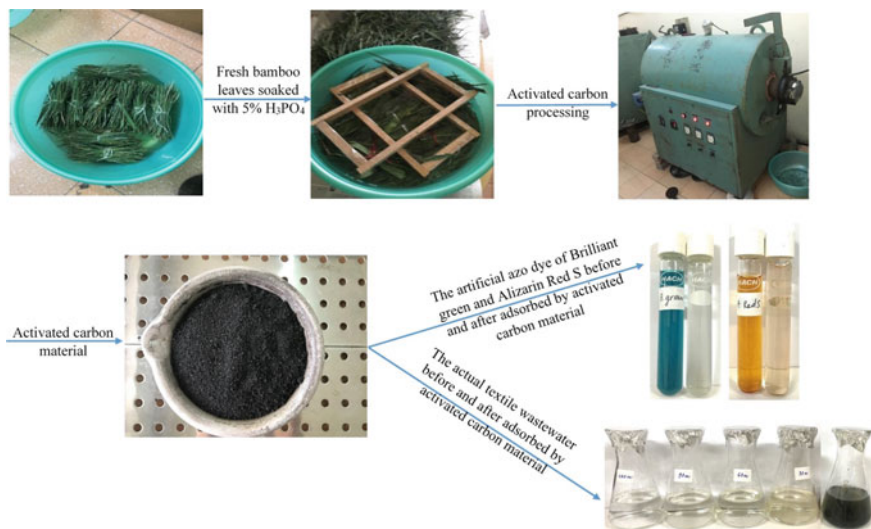 Fresh bamboo
leaves soaked
with 5% H₃PO₄
Activated carbon
processing
Activated carbon
material
The artificial azo dye of Brilliant
green and Alizarin Red S before
and after adsorbed by activated
carbon material
HACH
HACH
The actual textile wastewater
before and after adsorbed by
activated carbon material